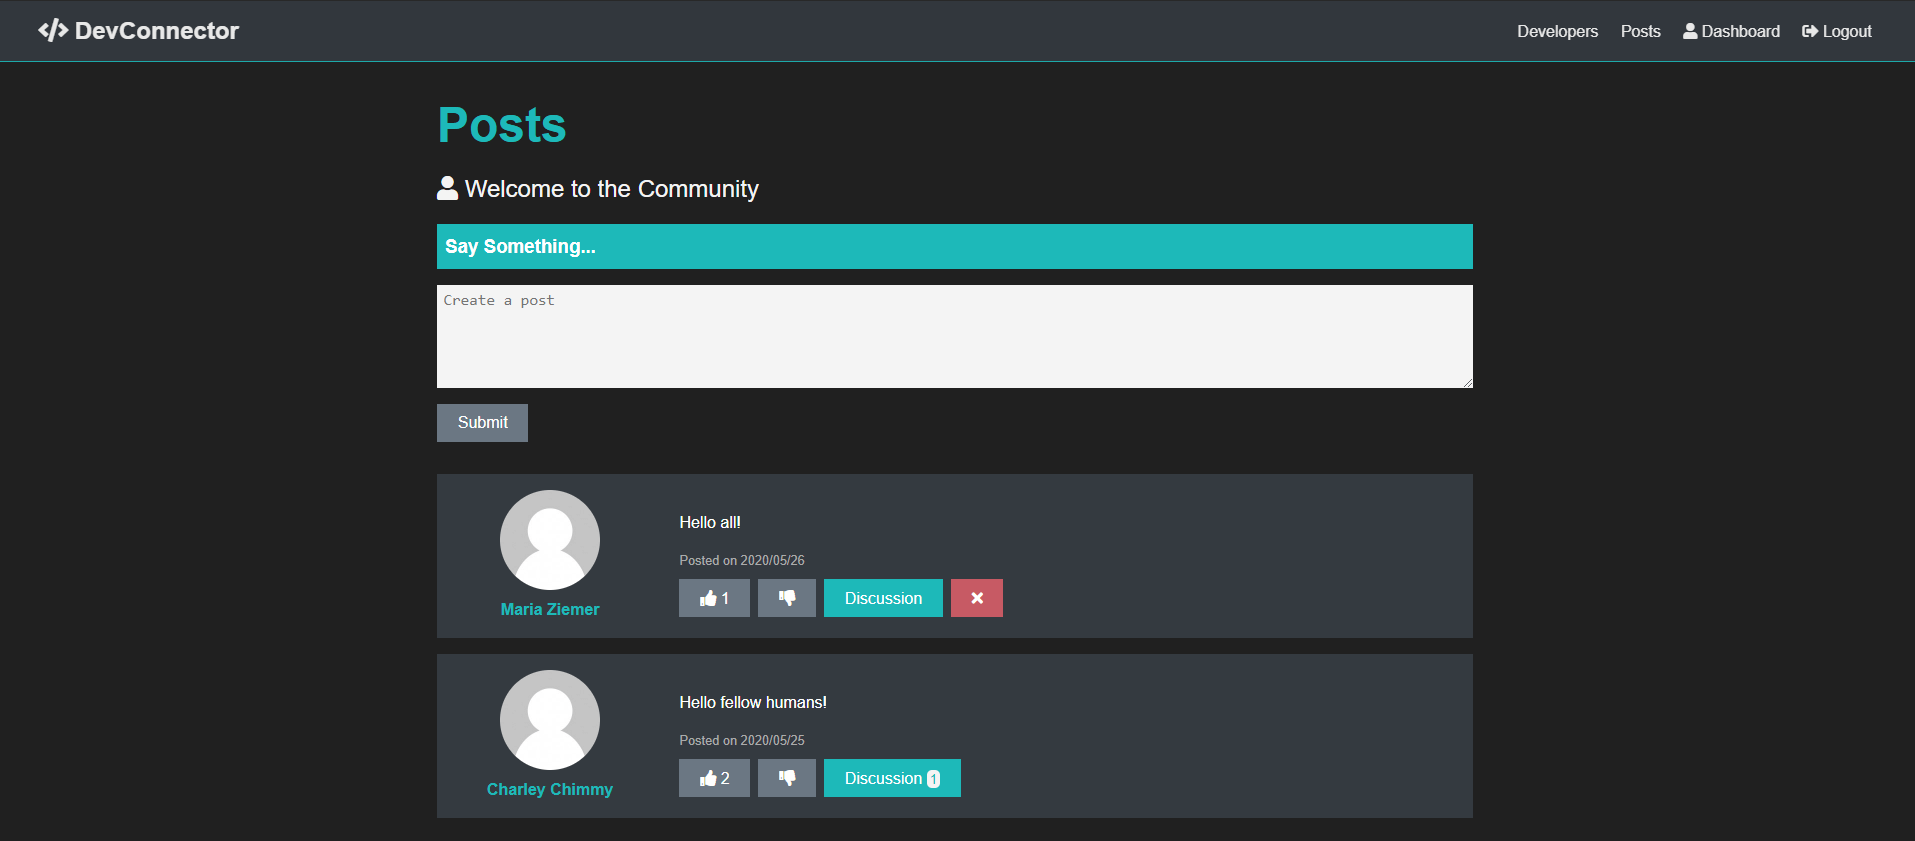 DevConnector
Developers Posts Dashboard Logout
Posts
Welcome to the Community
Say Something...
Create a post
Submit
Hello all!
Posted on 2020/05/26
1 Discussion
Maria Ziemer
Hello fellow humans!
Posted on 2020/05/25
2 Discussion 1
Charley Chimmy